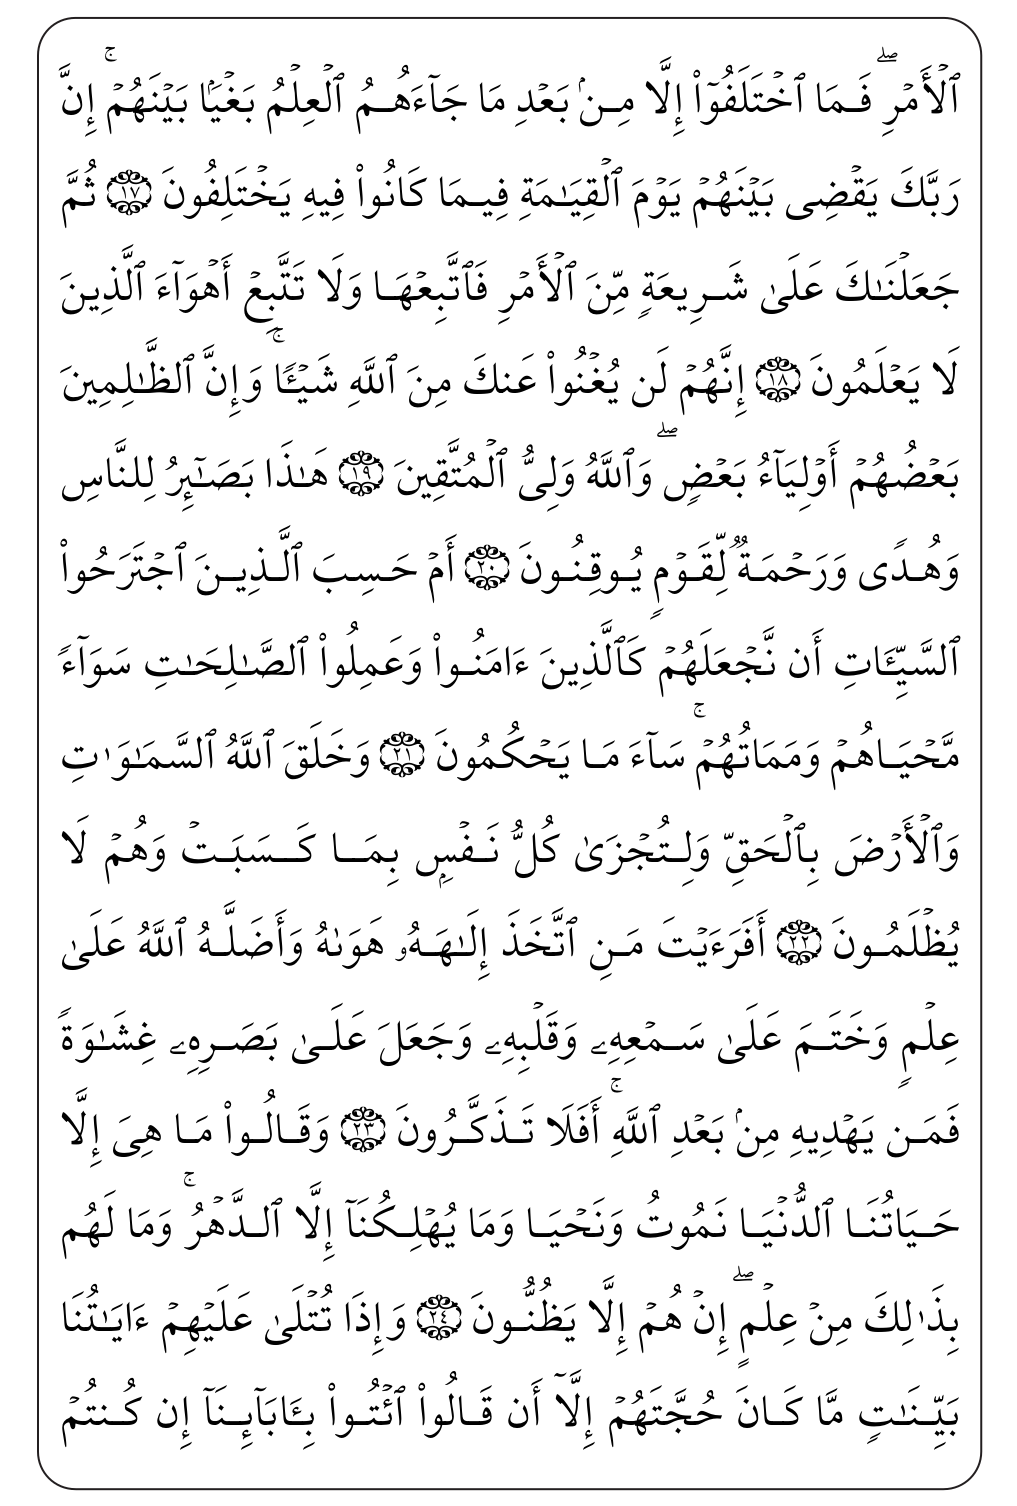 ٱلْأَمْرِۖ فَمَا ٱخْتَلَفُوٓا۟ إِلَّا مِنۢ بَعْدِ مَا جَآءَهُمُ ٱلْعِلْمُ بَغْيًۢا بَيْنَهُمْۚ إِنَّ
رَبَّكَ يَقْضِى بَيْنَهُمْ يَوْمَ ٱلْقِيَـٰمَةِ فِيمَا كَانُوا۟ فِيهِ يَخْتَلِفُونَ ١٧ ثُمَّ
جَعَلْنَـٰكَ عَلَىٰ شَرِيعَةٍ مِّنَ ٱلْأَمْرِ فَٱتَّبِعْهَا وَلَا تَتَّبِعْ أَهْوَآءَ ٱلَّذِينَ
لَا يَعْلَمُونَ ١٨ إِنَّهُمْ لَن يُغْنُوا۟ عَنكَ مِنَ ٱللَّهِ شَيْـًٔاۚ وَإِنَّ ٱلظَّـٰلِمِينَ
بَعْضُهُمْ أَوْلِيَآءُ بَعْضٍۖ وَٱللَّهُ وَلِىُّ ٱلْمُتَّقِينَ ١٩ هَـٰذَا بَصَـٰٓئِرُ لِلنَّاسِ
وَهُدًى وَرَحْمَةٌ لِّقَوْمٍ يُوقِنُونَ ٢٠ أَمْ حَسِبَ ٱلَّذِينَ ٱجْتَرَحُوا۟
ٱلسَّيِّـَٔاتِ أَن نَّجْعَلَهُمْ كَٱلَّذِينَ ءَامَنُوا۟ وَعَمِلُوا۟ ٱلصَّـٰلِحَـٰتِ سَوَآءً
مَّحْيَاهُمْ وَمَمَاتُهُمْۚ سَآءَ مَا يَحْكُمُونَ ٢١ وَخَلَقَ ٱللَّهُ ٱلسَّمَـٰوَٰتِ
وَٱلْأَرْضَ بِٱلْحَقِّ وَلِتُجْزَىٰ كُلُّ نَفْسٍۭ بِمَا كَسَبَتْ وَهُمْ لَا
يُظْلَمُونَ ٢٢ أَفَرَءَيْتَ مَنِ ٱتَّخَذَ إِلَـٰهَهُۥ هَوَىٰهُ وَأَضَلَّهُ ٱللَّهُ عَلَىٰ
عِلْمٍ وَخَتَمَ عَلَىٰ سَمْعِهِۦ وَقَلْبِهِۦ وَجَعَلَ عَلَىٰ بَصَرِهِۦ غِشَـٰوَةً
فَمَن يَهْدِيهِ مِنۢ بَعْدِ ٱللَّهِۚ أَفَلَا تَذَكَّرُونَ ٢٣ وَقَالُوا۟ مَا هِىَ إِلَّا
حَيَاتُنَا ٱلدُّنْيَا نَمُوتُ وَنَحْيَا وَمَا يُهْلِكُنَآ إِلَّا ٱلدَّهْرُۚ وَمَا لَهُم
بِذَٰلِكَ مِنْ عِلْمٍۖ إِنْ هُمْ إِلَّا يَظُنُّونَ ٢٤ وَإِذَا تُتْلَىٰ عَلَيْهِمْ ءَايَـٰتُنَا
بَيِّنَـٰتٍ مَّا كَانَ حُجَّتَهُمْ إِلَّآ أَن قَالُوا۟ ٱئْتُوا۟ بِـَٔابَآئِنَآ إِن كُنتُمْ